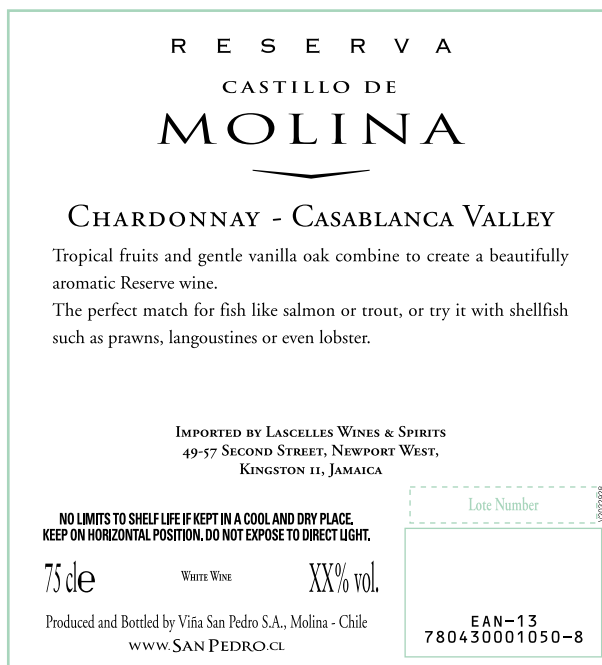 RESERVA
CASTILLO DE
MOLINA
CHARDONNAY - CASABLANCA VALLEY
Tropical fruits and gentle vanilla oak combine to create a beautifully
aromatic Reserve wine.
The perfect match for fish like salmon or trout, or try it with shellfish
such as prawns, langoustines or even lobster.
IMPORTED BY LASCELLES WINES & SPIRITS
49-57 SECOND STREET, NEWPORT WEST,
KINGSTON 11, JAMAICA
Lote Number
NO LIMITS TO SHELF LIFE IF KEPT IN A COOL AND DRY PLACE.
KEEP ON HORIZONTAL POSITION. DO NOT EXPOSE TO DIRECT LIGHT.
75 cl e
WHITE WINE
XX% vol.
Produced and Bottled by Viña San Pedro S.A., Molina - Chile
WWW.SAN PEDRO.CL
EAN-13
780430001050-8